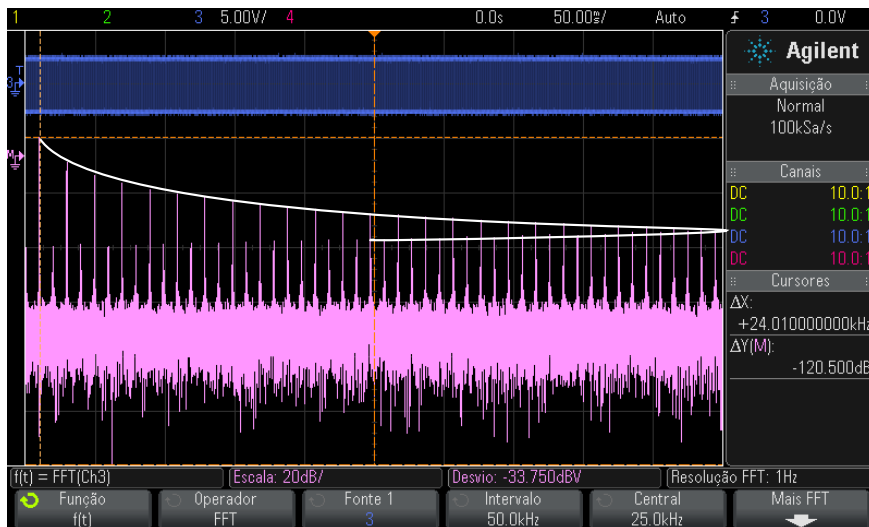 1 2 3 5.00V/ 4 0.0s 50.00ms/ Auto 3 0.0V
T
3
M
Agilent
Aquisição
Normal
100kSa/s
Canais
DC 10.0:1
DC 10.0:1
DC 10.0:1
DC 10.0:1
Cursores
ΔX:
+24.010000000kHz
ΔY(M):
-120.500dB
f(t) = FFT(Ch3) Escala: 20dB/ Desvio: -33.750dBV Resolução FFT: 1Hz
Função Operador Fonte 1 Intervalo Central Mais FFT
f(t) FFT 3 50.0kHz 25.0kHz